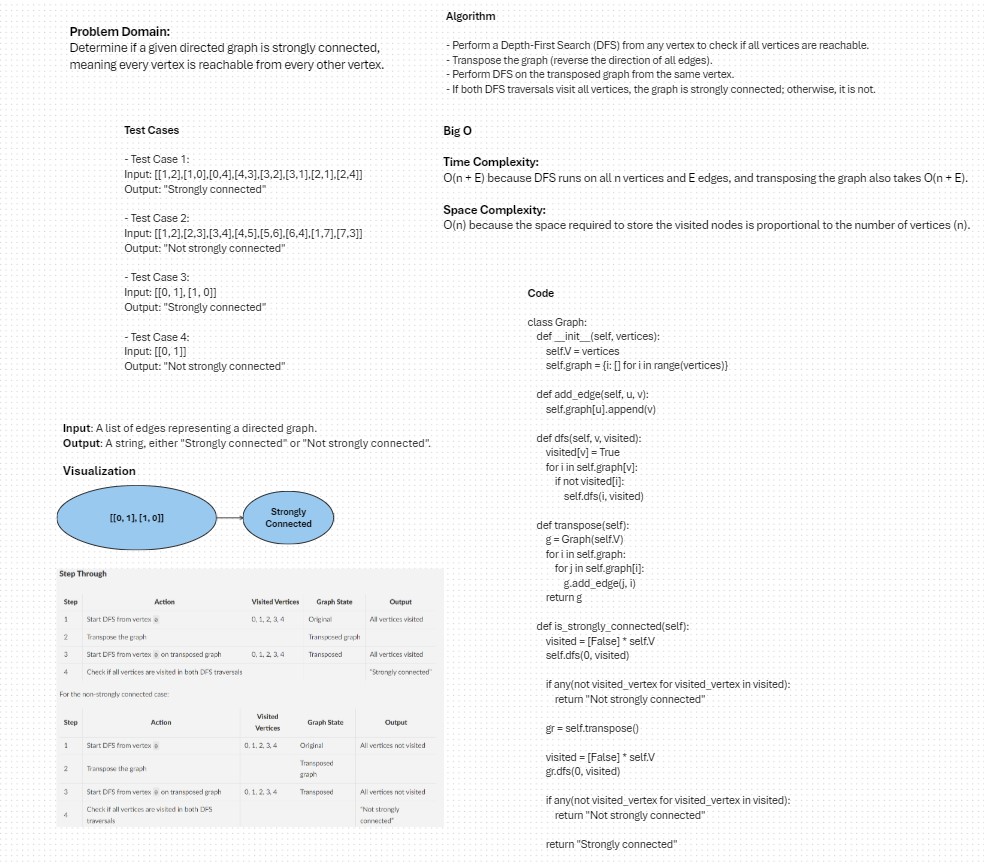 Problem Domain:
Determine if a given directed graph is strongly connected,
meaning every vertex is reachable from every other vertex.
Algorithm
- Perform a Depth-First Search (DFS) from any vertex to check if all vertices are reachable.
- Transpose the graph (reverse the direction of all edges).
- Perform DFS on the transposed graph from the same vertex.
- If both DFS traversals visit all vertices, the graph is strongly connected; otherwise, it is not.
Test Cases
- Test Case 1:
Input: [[1,2],[1,0],[0,4],[4,3],[3,2],[3,1],[2,1],[2,4]]
Output: "Strongly connected"
- Test Case 2:
Input: [[1,2],[2,3],[3,4],[4,5],[5,6],[6,4],[1,7],[7,3]]
Output: "Not strongly connected"
- Test Case 3:
Input: [[0, 1], [1, 0]]
Output: "Strongly connected"
- Test Case 4:
Input: [[0, 1]]
Output: "Not strongly connected"
Big O
Time Complexity:
O(n + E) because DFS runs on all n vertices and E edges, and transposing the graph also takes O(n + E).
Space Complexity:
O(n) because the space required to store the visited nodes is proportional to the number of vertices (n).
Input: A list of edges representing a directed graph.
Output: A string, either "Strongly connected" or "Not strongly connected".
Visualization
[[0, 1], [1, 0]]
Strongly
Connected
Step Through
Step Action Visited Vertices Graph State Output
1 Start DFS from vertex 0 0, 1, 2, 3, 4 Original All vertices visited
2 Transpose the graph Transposed graph
3 Start DFS from vertex 0 on transposed graph 0, 1, 2, 3, 4 Transposed All vertices visited
4 Check if all vertices are visited in both DFS traversals "Strongly connected"
For the non-strongly connected case:
Step Action Visited Vertices Graph State Output
1 Start DFS from vertex 0 0, 1, 2, 3, 4 Original All vertices not visited
2 Transpose the graph Transposed graph
3 Start DFS from vertex 0 on transposed graph 0, 1, 2, 3, 4 Transposed All vertices not visited
4 Check if all vertices are visited in both DFS traversals "Not strongly connected"
Code
class Graph:
def __init__(self, vertices):
self.V = vertices
self.graph = {i: [] for i in range(vertices)}
def add_edge(self, u, v):
self.graph[u].append(v)
def dfs(self, v, visited):
visited[v] = True
for i in self.graph[v]:
if not visited[i]:
self.dfs(i, visited)
def transpose(self):
g = Graph(self.V)
for i in self.graph:
for j in self.graph[i]:
g.add_edge(j, i)
return g
def is_strongly_connected(self):
visited = [False] * self.V
self.dfs(0, visited)
if any(not visited_vertex for visited_vertex in visited):
return "Not strongly connected"
gr = self.transpose()
visited = [False] * self.V
gr.dfs(0, visited)
if any(not visited_vertex for visited_vertex in visited):
return "Not strongly connected"
return "Strongly connected"